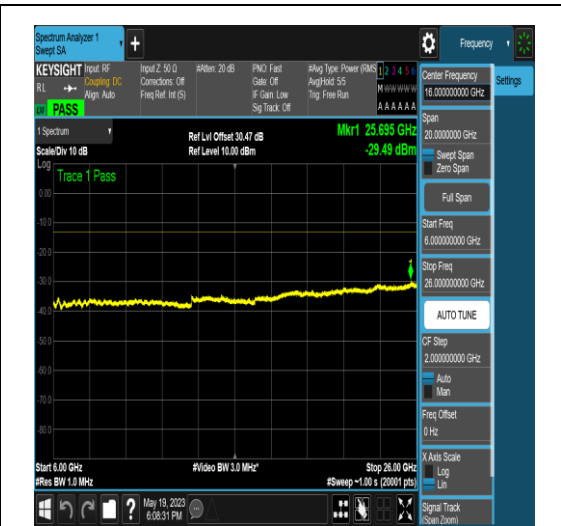 Spectrum Analyzer 1
Swept SA
+
Frequency
KEYSIGHT
RL
PASS
Input: RF
Coupling: DC
Align: Auto
Input Z: 50 Ω
Corrections: Off
Freq Ref: Int (S)
#Atten: 20 dB
PNO: Fast
Gate: Off
IF Gain: Low
Sig Track: Off
#Avg Type: Power (RMS
Avg|Hold: 5/5
Trig: Free Run
1 2 3 4 5 6
M W W W W W
A A A A A A
1 Spectrum
Scale/Div 10 dB
Ref Lvl Offset 30.47 dB
Ref Level 10.00 dBm
Mkr1 25.695 GHz
-29.49 dBm
Log
Trace 1 Pass
0.00
-10.0
-20.0
-30.0
-40.0
-50.0
-60.0
-70.0
-80.0
1
Start 6.00 GHz
#Res BW 1.0 MHz
#Video BW 3.0 MHz*
Stop 26.00 GHz
#Sweep ~1.00 s (20001 pts)
?
May 19, 2023
6:08:31 PM
Center Frequency
16.000000000 GHz
Settings
Span
20.0000000 GHz
Swept Span
Zero Span
Full Span
Start Freq
6.000000000 GHz
Stop Freq
26.000000000 GHz
AUTO TUNE
CF Step
2.000000000 GHz
Auto
Man
Freq Offset
0 Hz
X Axis Scale
Log
Lin
Signal Track
(Span Zoom)